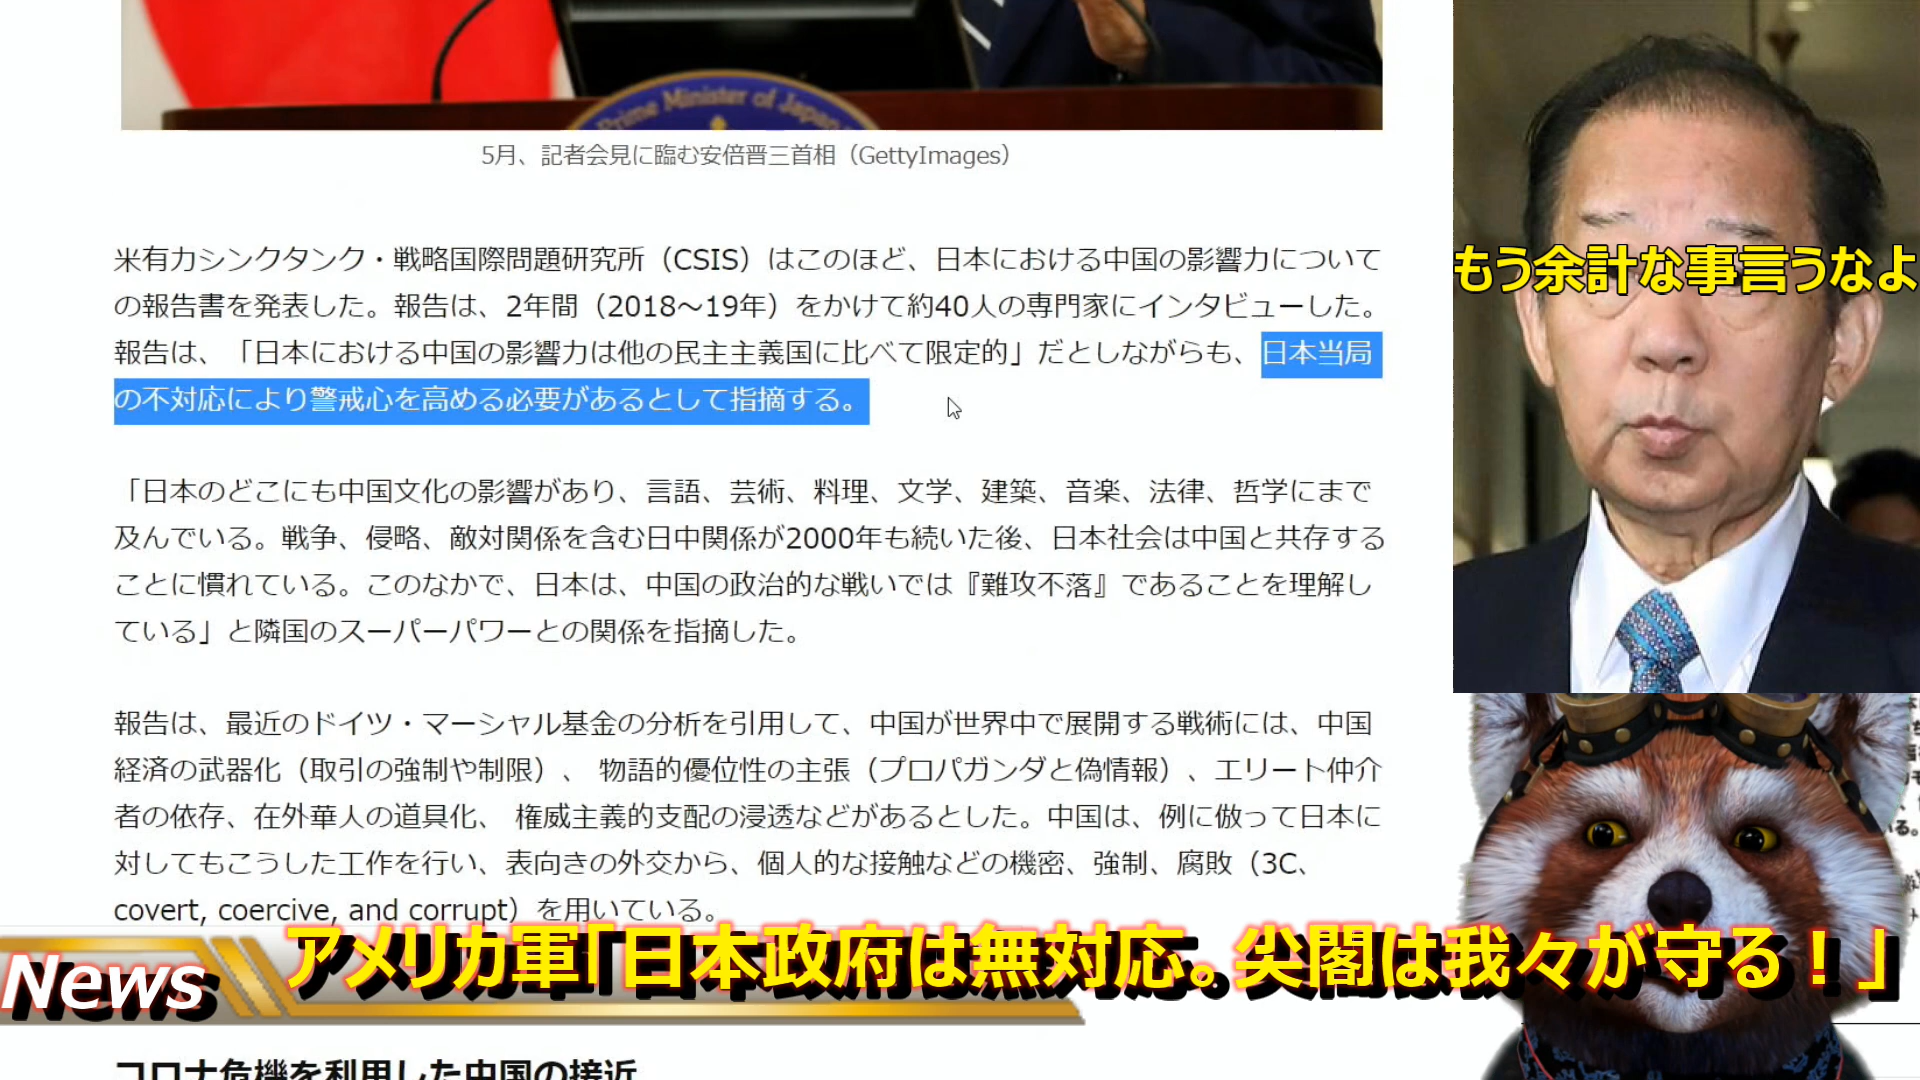 Prime Minister of Japan
5月、記者会見に臨む安倍晋三首相（GettyImages）
米有力シンクタンク・戦略国際問題研究所（CSIS）はこのほど、日本における中国の影響力について
の報告書を発表した。報告は、2年間（2018～19年）をかけて約40人の専門家にインタビューした。
報告は、「日本における中国の影響力は他の民主主義国に比べて限定的」だとしながらも、日本当局
の不対応により警戒心を高める必要があるとして指摘する。
「日本のどこにも中国文化の影響があり、言語、芸術、料理、文学、建築、音楽、法律、哲学にまで
及んでいる。戦争、侵略、敵対関係を含む日中関係が2000年も続いた後、日本社会は中国と共存する
ことに慣れている。このなかで、日本は、中国の政治的な戦いでは『難攻不落』であることを理解し
ている」と隣国のスーパーパワーとの関係を指摘した。
報告は、最近のドイツ・マーシャル基金の分析を引用して、中国が世界中で展開する戦術には、中国
経済の武器化（取引の強制や制限）、 物語的優位性の主張（プロパガンダと偽情報）、エリート仲介
者の依存、在外華人の道具化、 権威主義的支配の浸透などがあるとした。中国は、例に倣って日本に
対してもこうした工作を行い、表向きの外交から、個人的な接触などの機密、強制、腐敗（3C、
covert, coercive, and corrupt）を用いている。
もう余計な事言うなよ
News
アメリカ軍「日本政府は無対応。尖閣は我々が守る！」
コロナ危機を利用した中国の接近